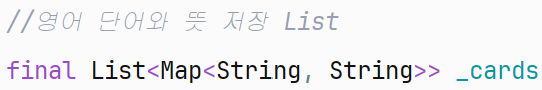 //영어 단어와 뜻 저장 List
final List<Map<String, String>> _cards